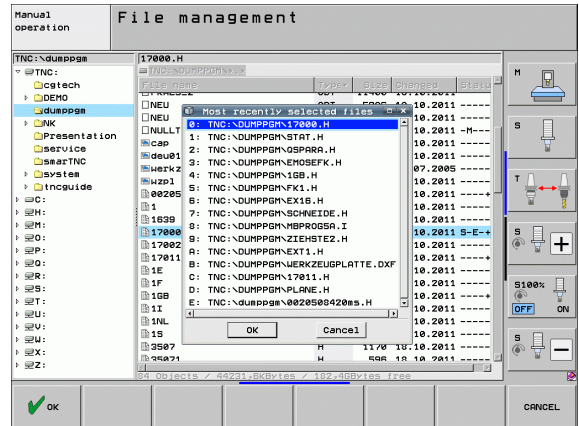 Manual
operation
File management
TNC:\dumppgm
17000.H
TNC:
cgtech
DEMO
dumppgm
NK
Presentation
service
smarTNC
system
tncguide
C:
H:
M:
O:
P:
Q:
R:
S:
T:
U:
V:
W:
X:
Z:
TNC:\DUMPPGM\*.*
File name Type Size Changed Statu
NEU
NEU
NULLT 10.2011 -M---
cap 10.2011 -----
deu01 10.2011 -----
werkz 07.2005 -----
wzpl 10.2011 -----
00205 10.2011 ----+
1 10.2011 -----
1639 10.2011 -----
17000 10.2011 S-E-+
17002 10.2011 -----
17011 10.2011 ----+
1E 10.2011 -----
1F 10.2011 -----
1GB 10.2011 ----+
1I 10.2011 -----
1NL 10.2011 -----
1S 10.2011 -----
3507 H 1170 18.10.2011 -----
35071 H 596 18.10.2011 -----
84 Objects / 44231,6KBytes / 182,4GBytes free
Most recently selected files
0: TNC:\DUMPPGM\17000.H
1: TNC:\DUMPPGM\STAT.H
2: TNC:\DUMPPGM\QSPARA.H
3: TNC:\DUMPPGM\EMOSEFK.H
4: TNC:\DUMPPGM\1GB.H
5: TNC:\DUMPPGM\FK1.H
6: TNC:\DUMPPGM\EX16.H
7: TNC:\DUMPPGM\SCHNEIDE.H
8: TNC:\DUMPPGM\MBPROGSA.I
9: TNC:\DUMPPGM\ZIEHSTE2.H
A: TNC:\DUMPPGM\EXT1.H
B: TNC:\DUMPPGM\WERKZEUGPLATTE.DXF
C: TNC:\DUMPPGM\17011.H
D: TNC:\DUMPPGM\PLANE.H
E: TNC:\dumppgm\0020508420ms.H
OK
Cancel
M
S
T
S
S100%
OFF ON
S
OK
CANCEL